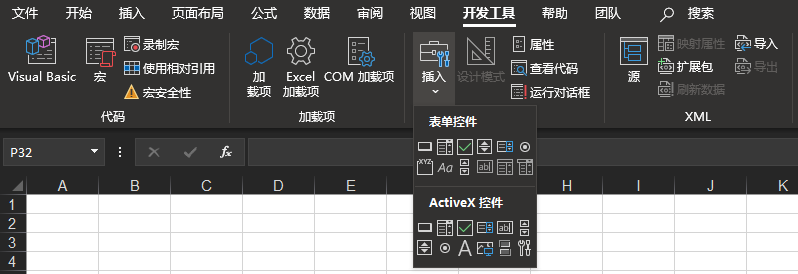 文件 开始 插入 页面布局 公式 数据 审阅 视图 开发工具 帮助 团队 搜索
Visual Basic 宏 录制宏 使用相对引用 宏安全性
加载项 Excel 加载项 COM 加载项
插入 设计模式 属性 查看代码 运行对话框
源 映射属性 扩展包 刷新数据 导入 导出
代码 加载项 XML
表单控件
XYZ Aa ab|
ActiveX 控件
ab| A
P32 fx
A B C D E H I J K
1
2
3
4